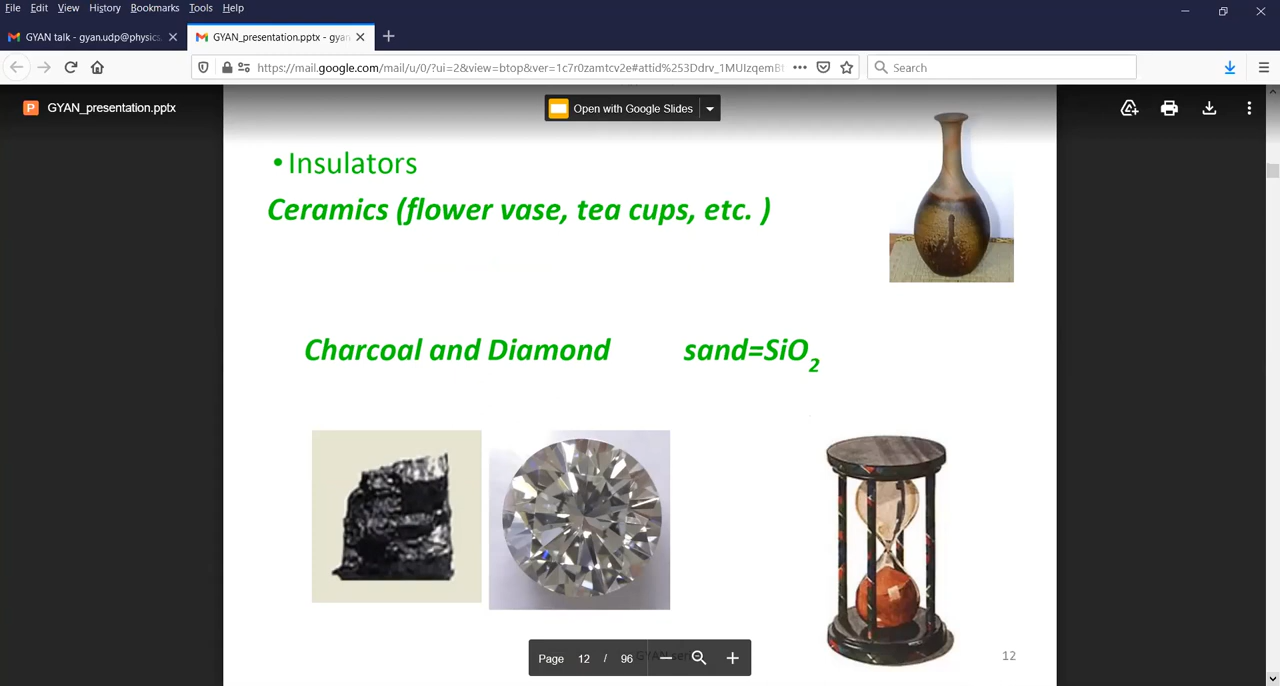 File Edit View History Bookmarks Tools Help
GYAN talk - gyan.udp@physics.
GYAN_presentation.pptx - gyan
https://mail.google.com/mail/u/0/?ui=2&view=btop&ver=1c7r0zamtcv2e#attid%253Ddrv_1MUIzqemB
Search
GYAN_presentation.pptx
Open with Google Slides
• Insulators
Ceramics (flower vase, tea cups, etc. )
Charcoal and Diamond sand=SiO2
Page 12 / 96
12